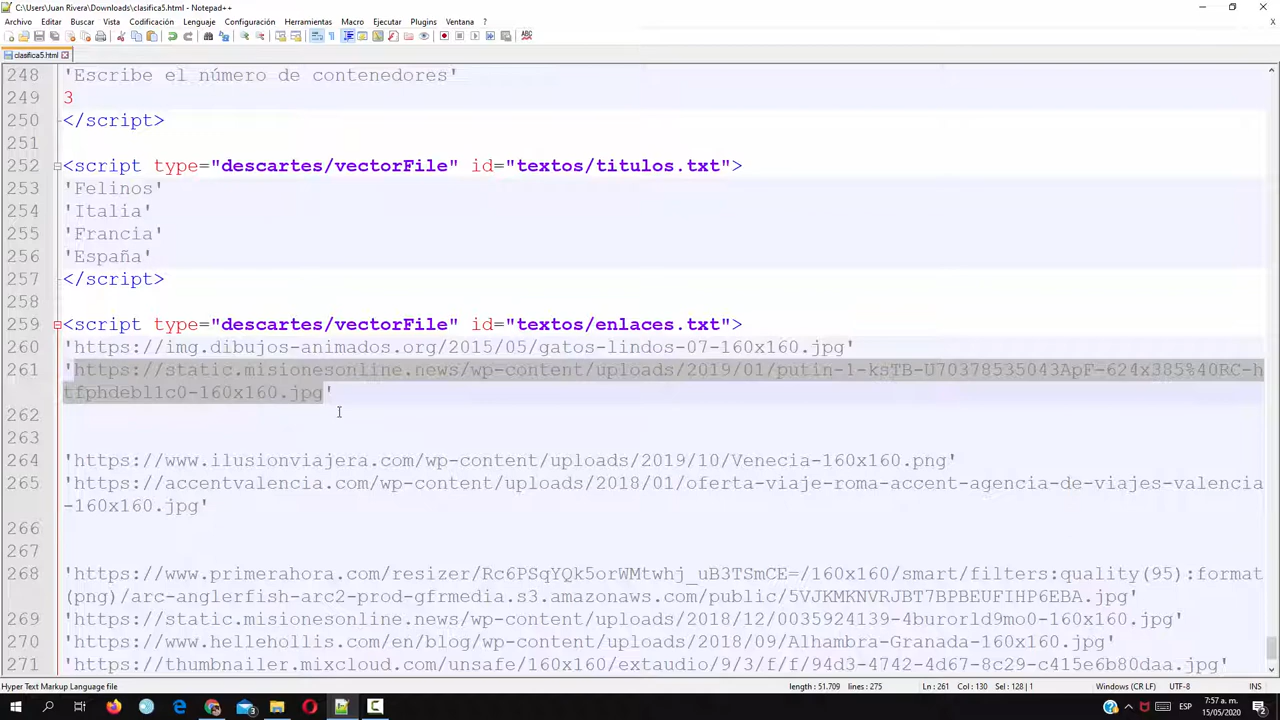 C:\Users\Juan Rivera\Downloads\clasifica5.html - Notepad++
Archivo Editar Buscar Vista Codificación Lenguaje Configuración Herramientas Macro Ejecutar Plugins Ventana ?
clasifica5.html
248 'Escribe el número de contenedores'
249 3
250 </script>
251
252 <script type="descartes/vectorFile" id="textos/titulos.txt">
253 'Felinos'
254 'Italia'
255 'Francia'
256 'España'
257 </script>
258
259 <script type="descartes/vectorFile" id="textos/enlaces.txt">
260 'https://img.dibujos-animados.org/2015/05/gatos-lindos-07-160x160.jpg'
261 'https://static.misionesonline.news/wp-content/uploads/2019/01/putin-1-ksTB-U70378535043ApF-624x385%40RC-h
tfphdebl1c0-160x160.jpg'
262
263
264 'https://www.ilusionviajera.com/wp-content/uploads/2019/10/Venecia-160x160.png'
265 'https://accentvalencia.com/wp-content/uploads/2018/01/oferta-viaje-roma-accent-agencia-de-viajes-valencia
-160x160.jpg'
266
267
268 'https://www.primerahora.com/resizer/Rc6PSqYQk5orWMtwhj_uB3TSmCE=/160x160/smart/filters:quality(95):format
(png)/arc-anglerfish-arc2-prod-gfrmedia.s3.amazonaws.com/public/5VJKMKNVRJBT7BPBEUFIHP6EBA.jpg'
269 'https://static.misionesonline.news/wp-content/uploads/2018/12/0035924139-4burorld9mo0-160x160.jpg'
270 'https://www.hellehollis.com/en/blog/wp-content/uploads/2018/09/Alhambra-Granada-160x160.jpg'
271 'https://thumbnailer.mixcloud.com/unsafe/160x160/extaudio/9/3/f/f/94d3-4742-4d67-8c29-c415e6b80daa.jpg'
Hyper Text Markup Language file length : 51.709 lines : 275 Ln : 261 Col : 130 Sel : 128 | 1 Windows (CR LF) UTF-8 INS
ESP 7:57 a. m.
15/05/2020